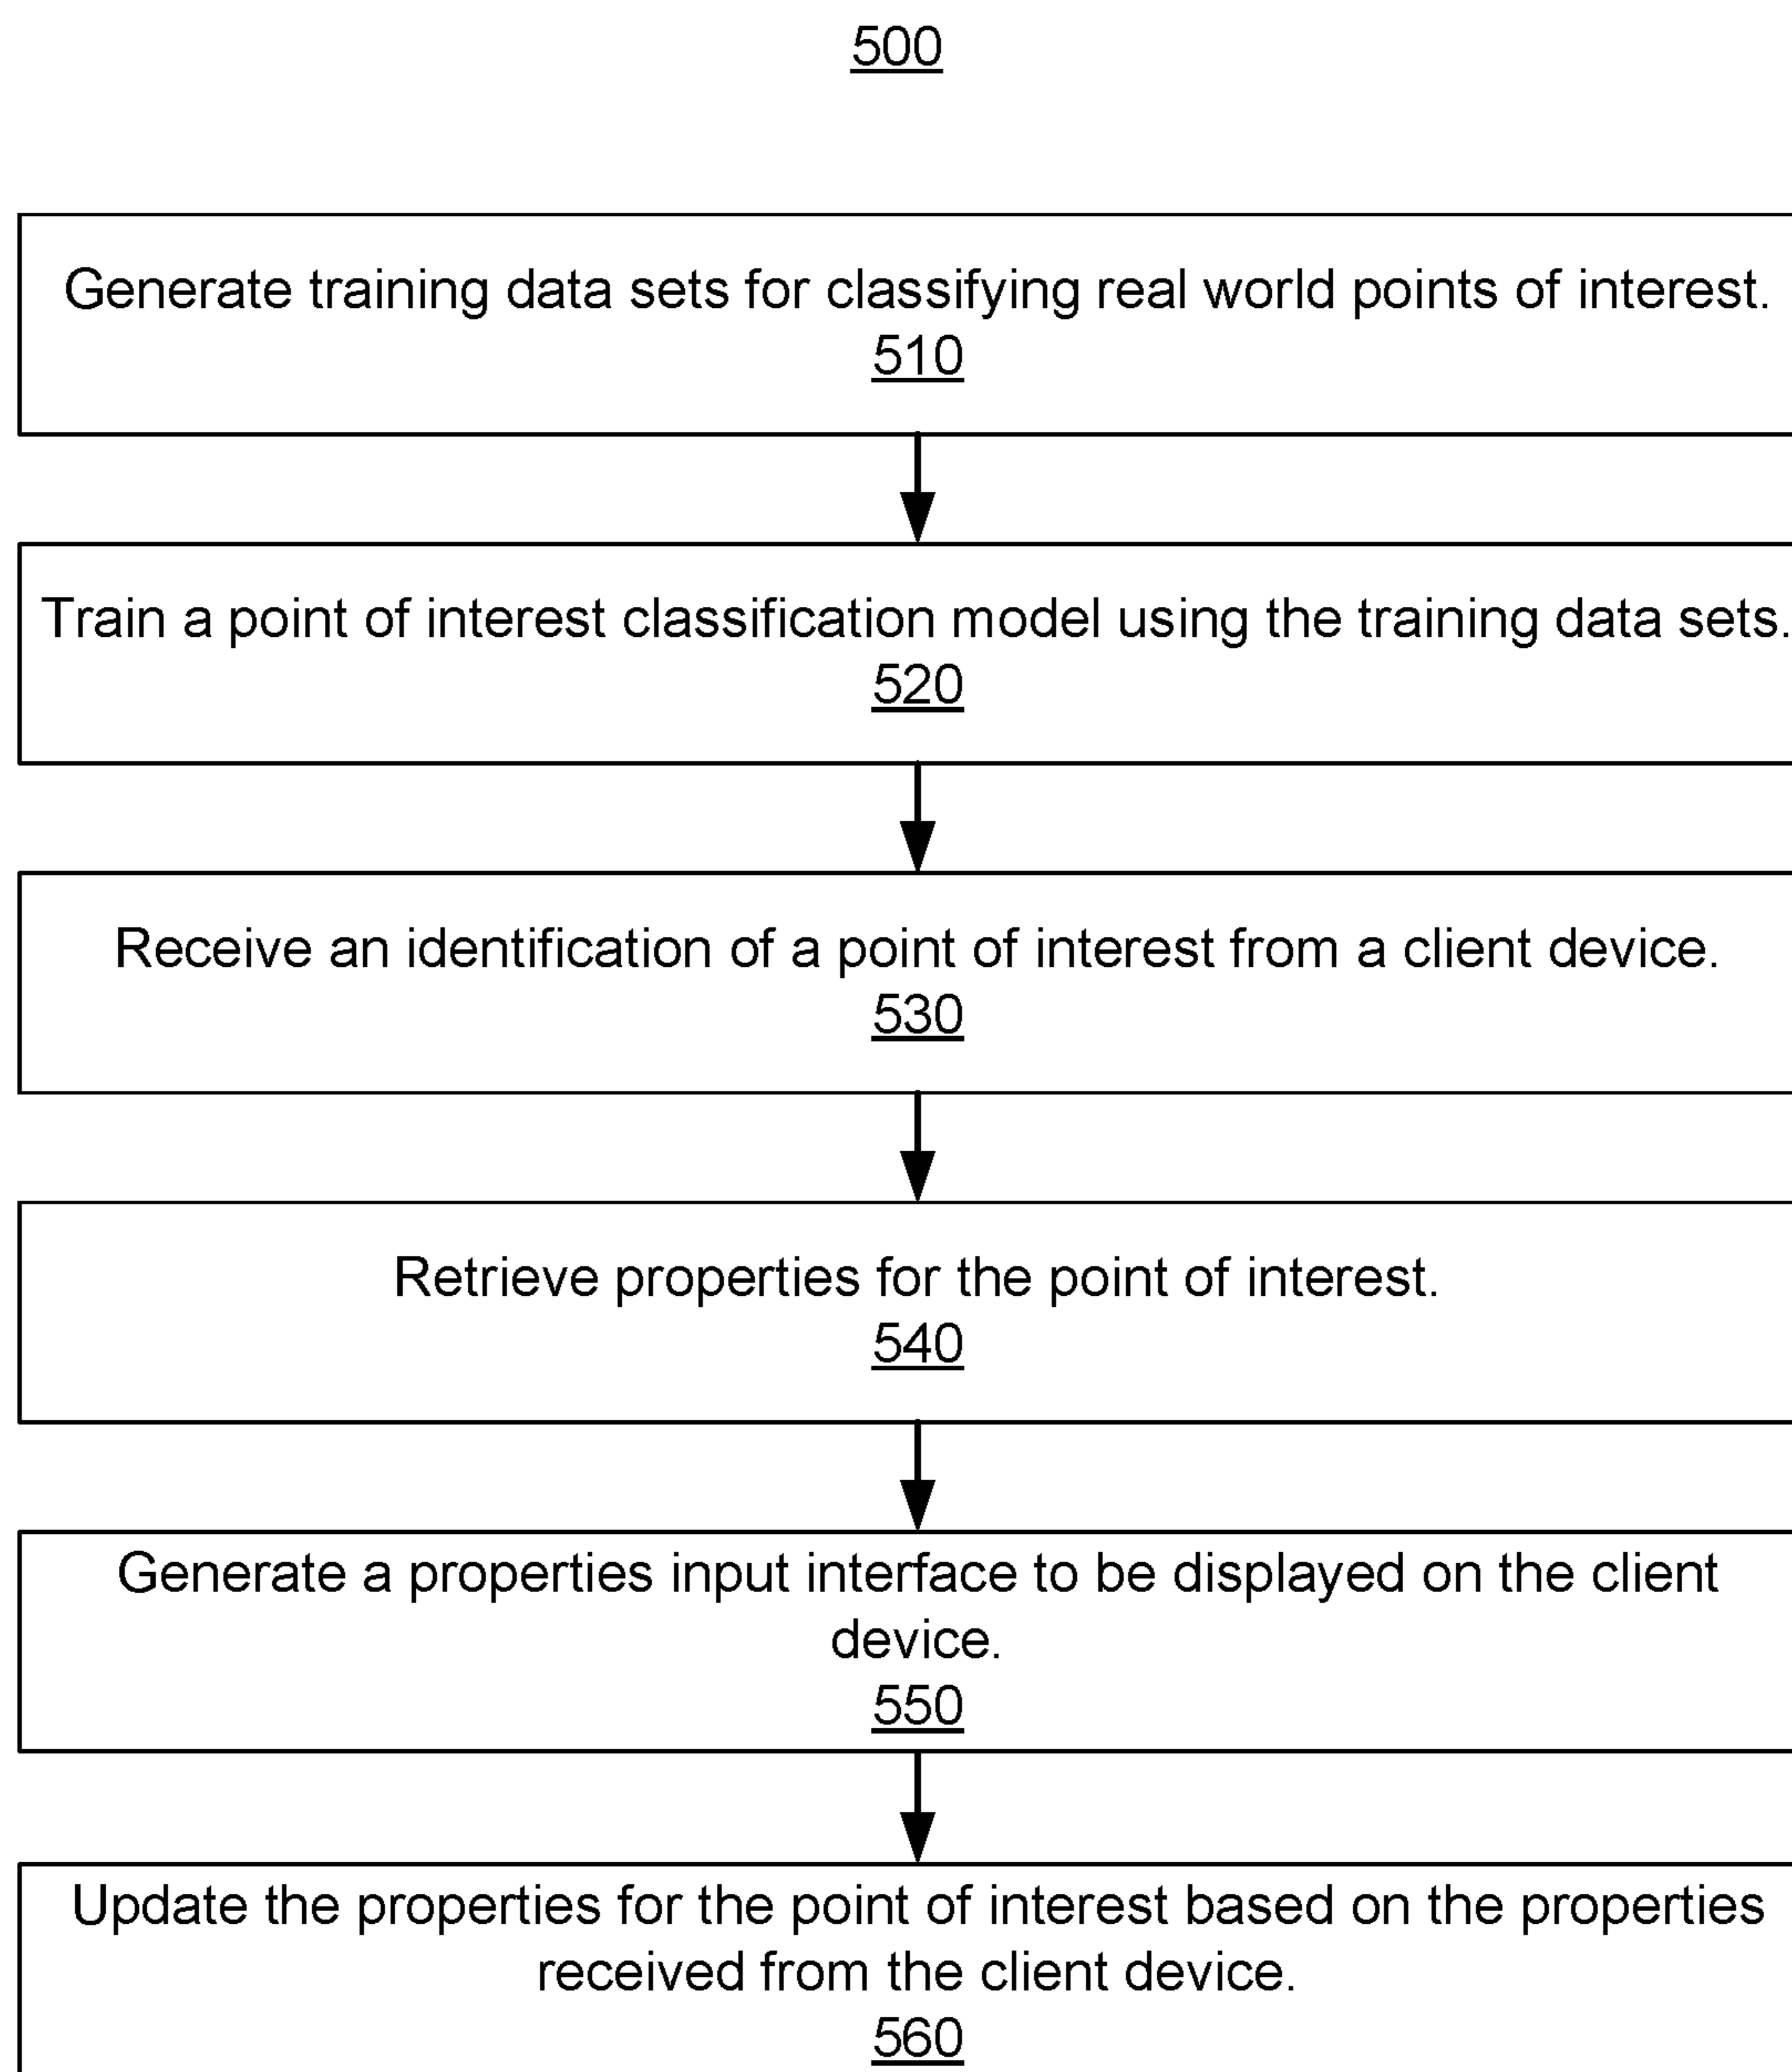 500
Generate training data sets for classifying real world points of interest.
510
Train a point of interest classification model using the training data sets.
520
Receive an identification of a point of interest from a client device.
530
Retrieve properties for the point of interest.
540
Generate a properties input interface to be displayed on the client
device.
550
Update the properties for the point of interest based on the properties
received from the client device.
560